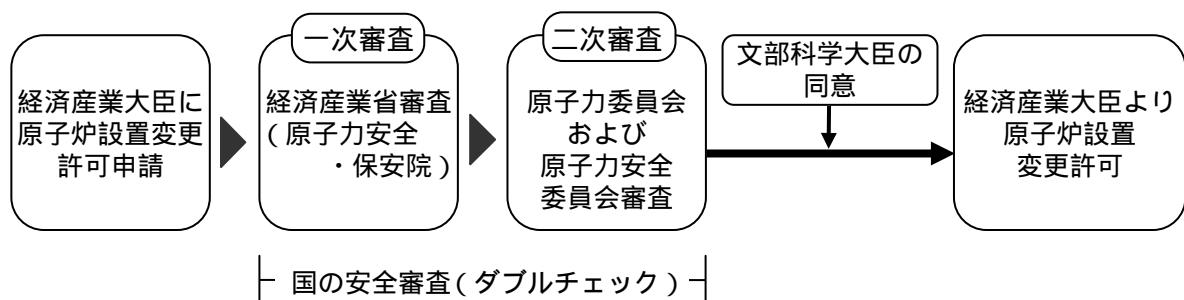 経済産業大臣に
原子炉設置変更
許可申請
一次審査
経済産業省審査
(原子力安全
・保安院)
二次審査
原子力委員会
および
原子力安全
委員会審査
文部科学大臣の
同意
経済産業大臣より
原子炉設置
変更許可
国の安全審査(ダブルチェック)